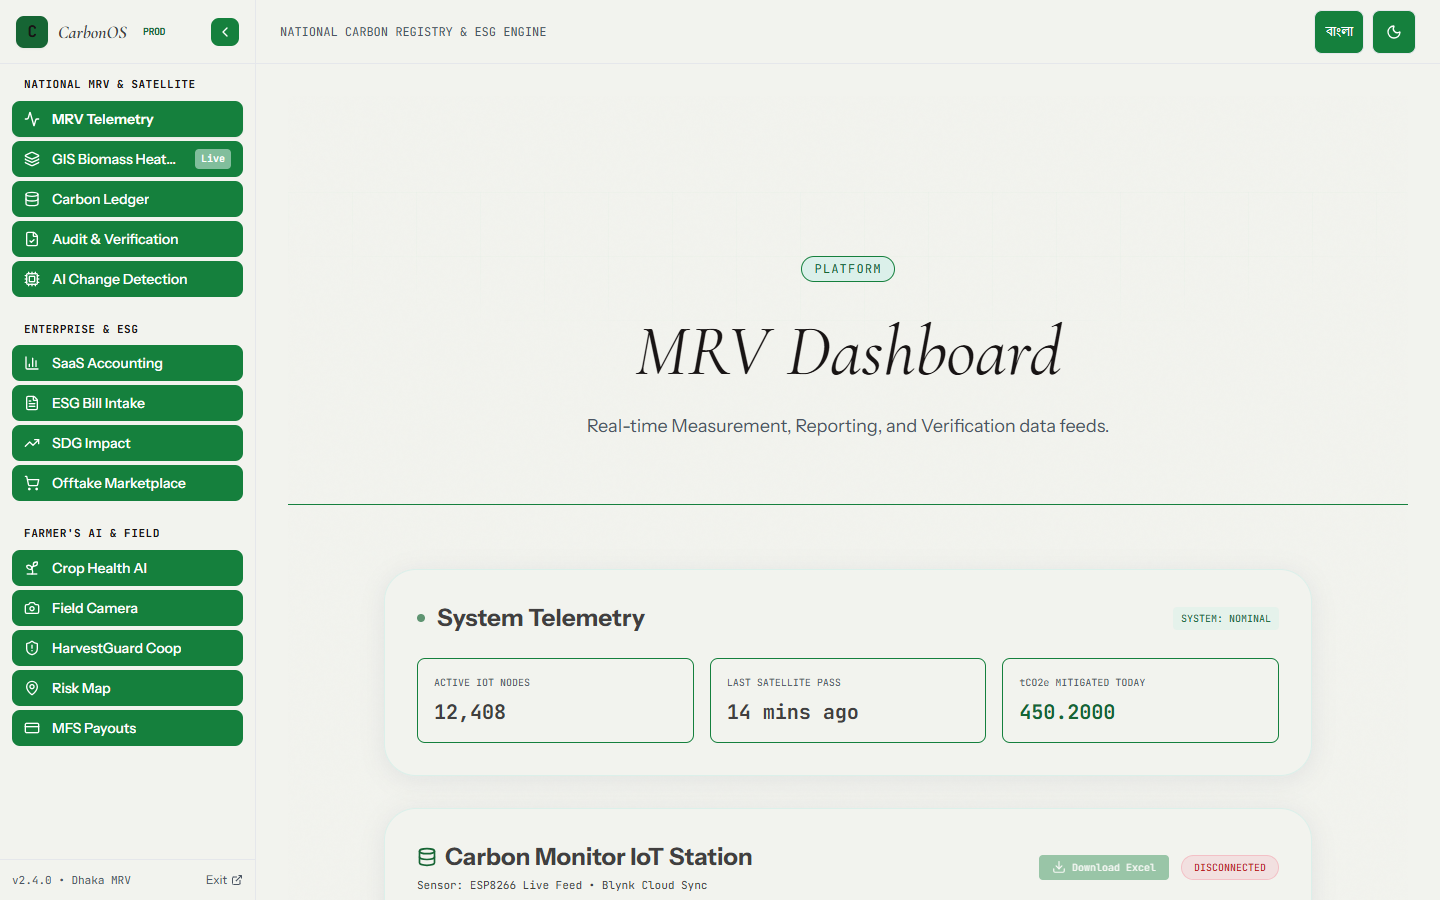 C CarbonOS PROD
NATIONAL CARBON REGISTRY & ESG ENGINE
বাংলা
NATIONAL MRV & SATELLITE
MRV Telemetry
GIS Biomass Heat... Live
Carbon Ledger
Audit & Verification
AI Change Detection
ENTERPRISE & ESG
SaaS Accounting
ESG Bill Intake
SDG Impact
Offtake Marketplace
FARMER'S AI & FIELD
Crop Health AI
Field Camera
HarvestGuard Coop
Risk Map
MFS Payouts
v2.4.0 • Dhaka MRV Exit
PLATFORM
MRV Dashboard
Real-time Measurement, Reporting, and Verification data feeds.
System Telemetry SYSTEM: NOMINAL
ACTIVE IOT NODES
12,408
LAST SATELLITE PASS
14 mins ago
tCO2e MITIGATED TODAY
450.2000
Carbon Monitor IoT Station
Sensor: ESP8266 Live Feed • Blynk Cloud Sync
Download Excel DISCONNECTED